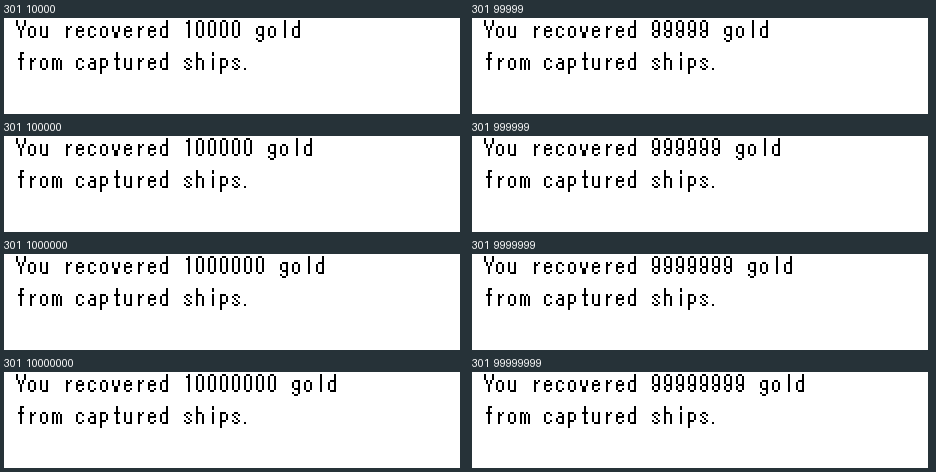 301 10000
You recovered 10000 gold
from captured ships.
301 99999
You recovered 99999 gold
from captured ships.
301 100000
You recovered 100000 gold
from captured ships.
301 999999
You recovered 999999 gold
from captured ships.
301 1000000
You recovered 1000000 gold
from captured ships.
301 9999999
You recovered 9999999 gold
from captured ships.
301 10000000
You recovered 10000000 gold
from captured ships.
301 99999999
You recovered 99999999 gold
from captured ships.